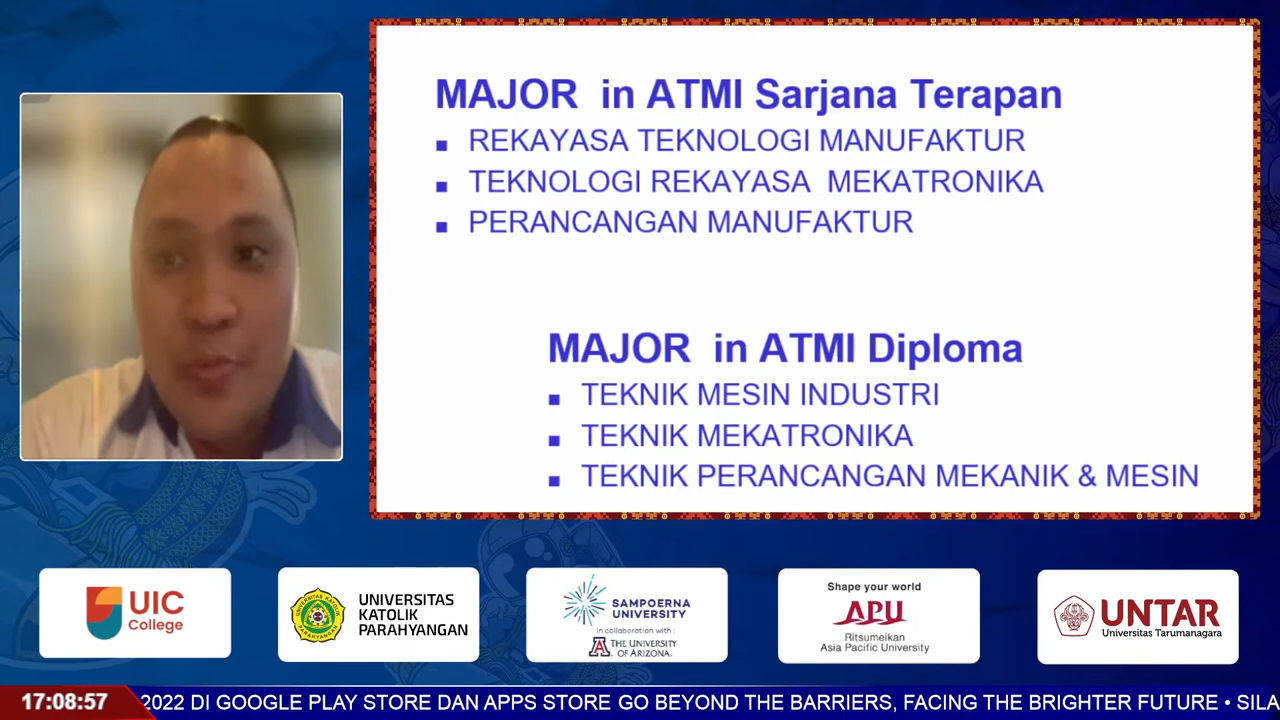 MAJOR in ATMI Sarjana Terapan
▪ REKAYASA TEKNOLOGI MANUFAKTUR
▪ TEKNOLOGI REKAYASA MEKATRONIKA
▪ PERANCANGAN MANUFAKTUR
MAJOR in ATMI Diploma
▪ TEKNIK MESIN INDUSTRI
▪ TEKNIK MEKATRONIKA
▪ TEKNIK PERANCANGAN MEKANIK & MESIN
UIC
College
UNIVERSITAS
KATOLIK
PARAHYANGAN
SAMPOERNA
UNIVERSITY
In collaboration with :
THE UNIVERSITY
OF ARIZONA
Shape your world
APU
Ritsumeikan
Asia Pacific University
UNTAR
Universitas Tarumanagara
17:08:57
2022 DI GOOGLE PLAY STORE DAN APPS STORE GO BEYOND THE BARRIERS, FACING THE BRIGHTER FUTURE • SILA